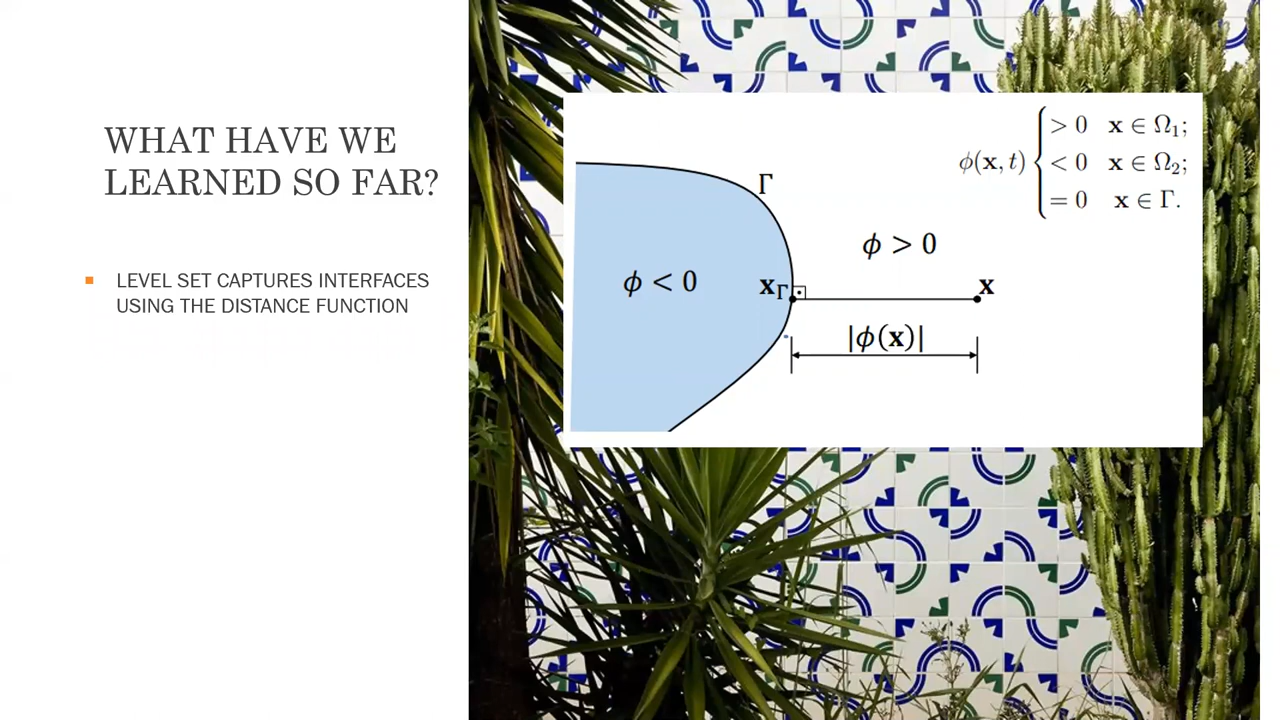 WHAT HAVE WE
LEARNED SO FAR?
▪ LEVEL SET CAPTURES INTERFACES
USING THE DISTANCE FUNCTION
ϕ(x, t) { > 0 x ∈ Ω₁;
< 0 x ∈ Ω₂;
= 0 x ∈ Γ.
Γ
ϕ > 0
ϕ < 0
x_Γ
x
|ϕ(x)|